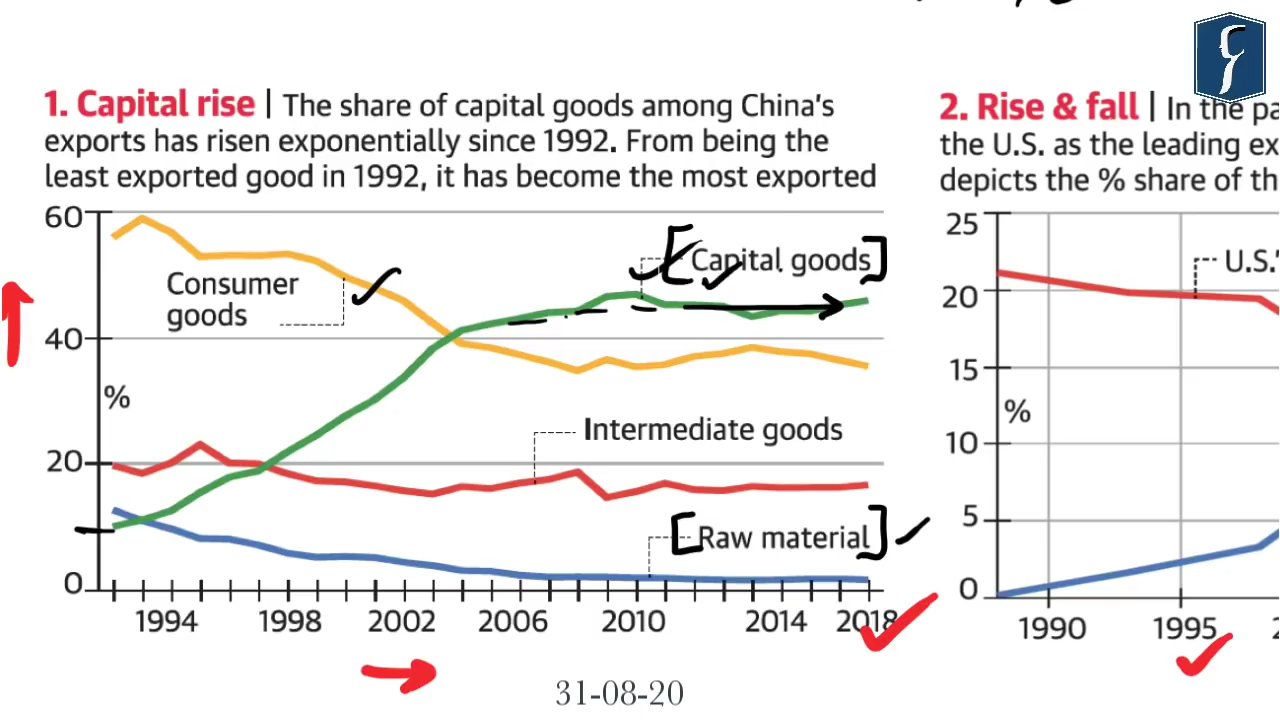 1. Capital rise | The share of capital goods among China's
exports has risen exponentially since 1992. From being the
least exported good in 1992, it has become the most exported
60
40
20
0
%
Consumer
goods
Capital goods
Intermediate goods
Raw material
1994 1998 2002 2006 2010 2014 2018
2. Rise & fall | In the
the U.S. as the leading
depicts the % share of
25
20
15
10
5
0
%
U.S.'
1990 1995
31-08-20